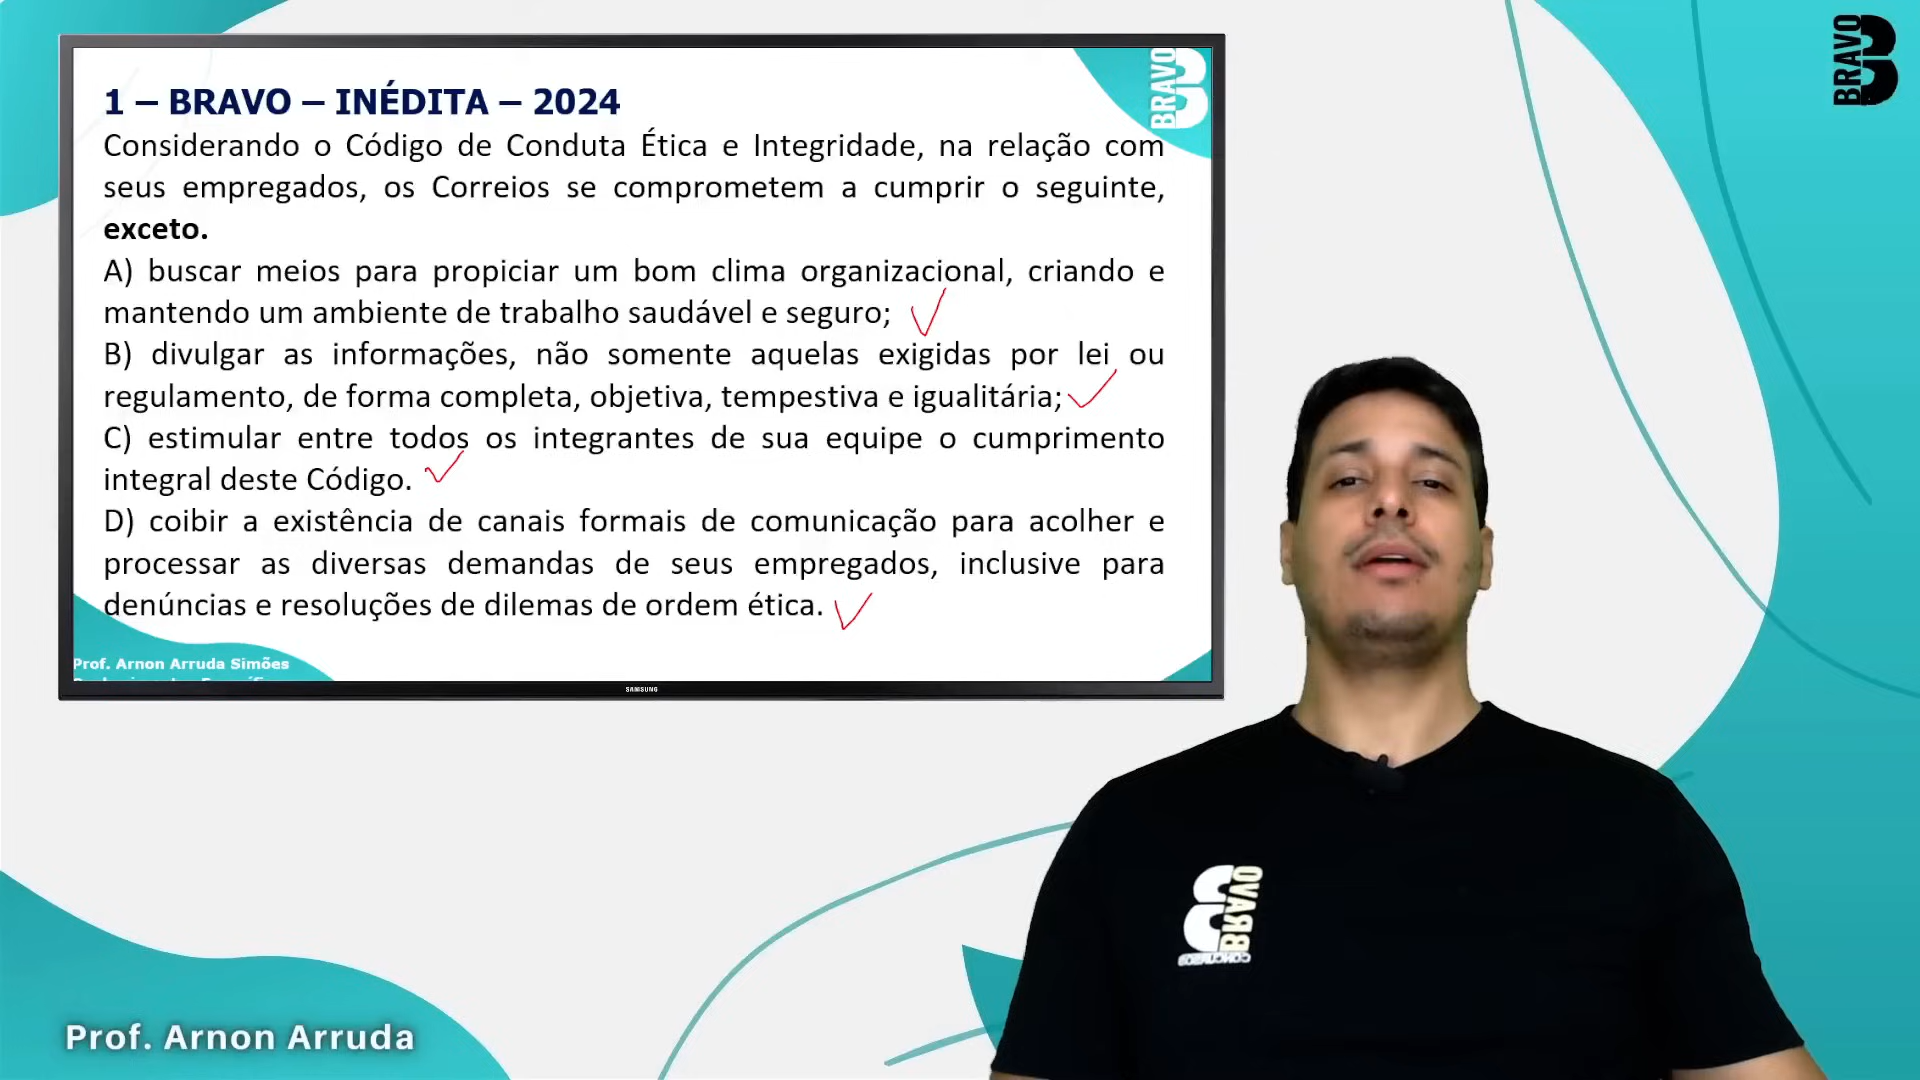 BRAVO
BRAVO
1 – BRAVO – INÉDITA – 2024
Considerando o Código de Conduta Ética e Integridade, na relação com
seus empregados, os Correios se comprometem a cumprir o seguinte,
exceto.
A) buscar meios para propiciar um bom clima organizacional, criando e
mantendo um ambiente de trabalho saudável e seguro;
B) divulgar as informações, não somente aquelas exigidas por lei ou
regulamento, de forma completa, objetiva, tempestiva e igualitária;
C) estimular entre todos os integrantes de sua equipe o cumprimento
integral deste Código.
D) coibir a existência de canais formais de comunicação para acolher e
processar as diversas demandas de seus empregados, inclusive para
denúncias e resoluções de dilemas de ordem ética.
Prof. Arnon Arruda Simões
SAMSUNG
BRAVO
CONCURSOS
Prof. Arnon Arruda